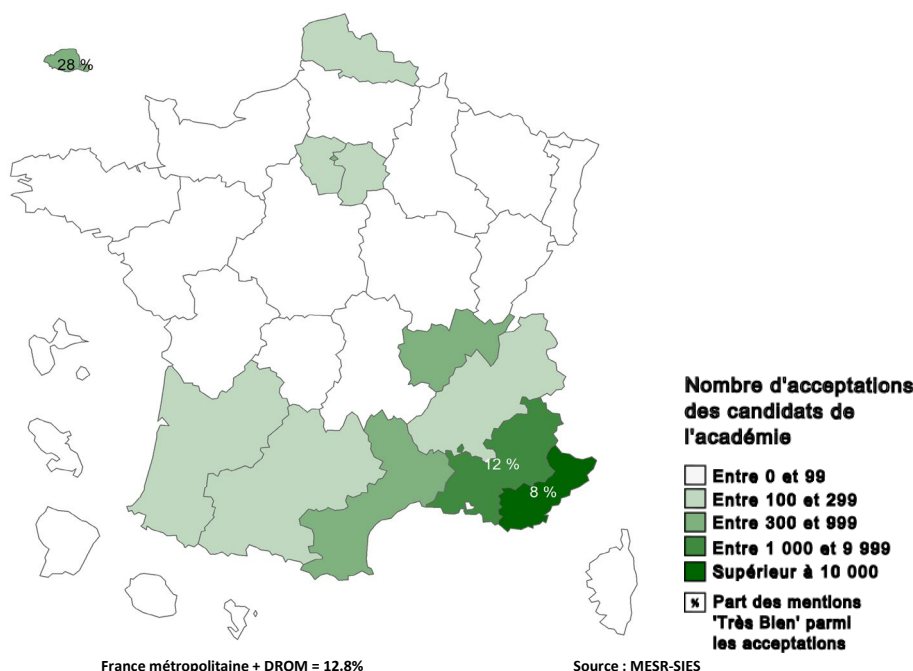 28 %
12 %
8 %
Nombre d'acceptations
des candidats de
l'académie
Entre 0 et 99
Entre 100 et 299
Entre 300 et 999
Entre 1 000 et 9 999
Supérieur à 10 000
% Part des mentions
'Très Bien' parmi
les acceptations
France métropolitaine + DROM = 12.8%
Source : MESR-SIES